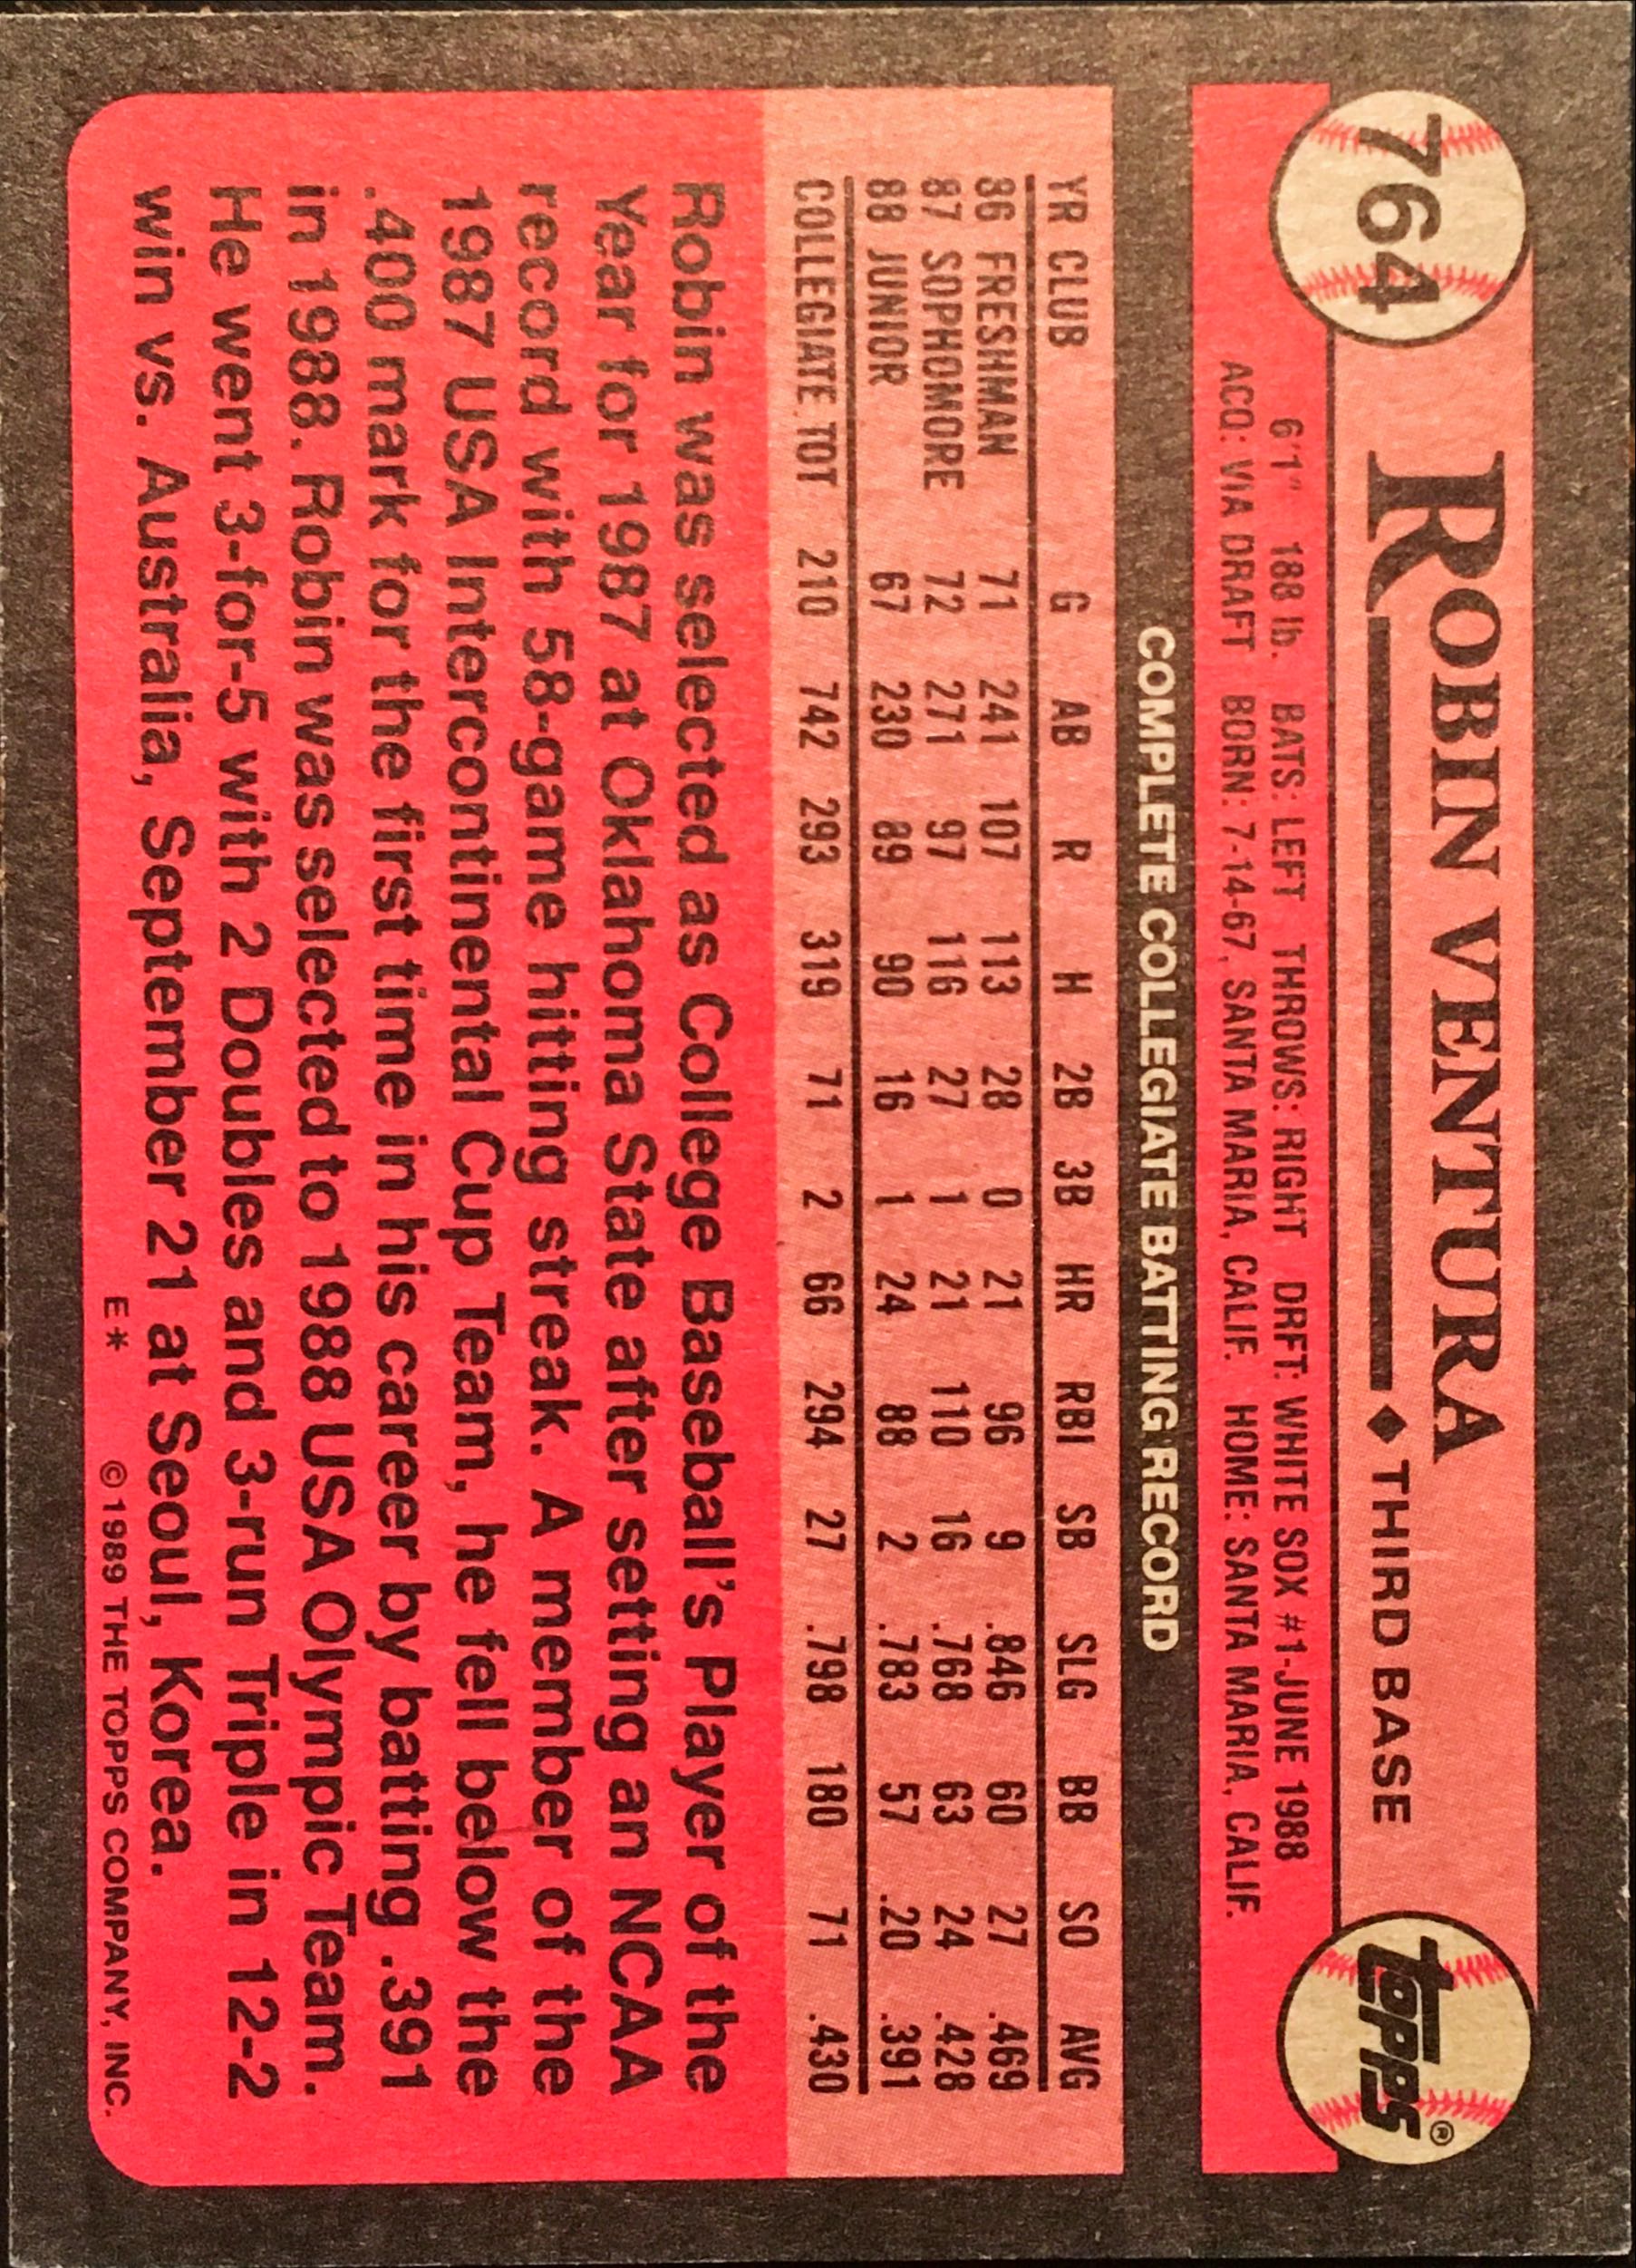 764
ROBIN VENTURA
◆ THIRD BASE
topps®
6'1" 188 lb. BATS: LEFT THROWS: RIGHT DRFT: WHITE SOX #1-JUNE 1988
ACQ: VIA DRAFT BORN: 7-14-67, SANTA MARIA, CALIF. HOME: SANTA MARIA, CALIF.
COMPLETE COLLEGIATE BATTING RECORD
YR CLUB G AB R H 2B 3B HR RBI SB SLG BB SO AVG
86 FRESHMAN 71 241 107 113 28 0 21 96 9 .846 60 27 .469
87 SOPHOMORE 72 271 97 116 27 1 21 110 16 .768 63 24 .428
88 JUNIOR 67 230 89 90 16 1 24 88 2 .783 57 .20 .391
COLLEGIATE TOT 210 742 293 319 71 2 66 294 27 .798 180 71 .430
Robin was selected as College Baseball's Player of the
Year for 1987 at Oklahoma State after setting an NCAA
record with 58-game hitting streak. A member of the
1987 USA Intercontinental Cup Team, he fell below the
.400 mark for the first time in his career by batting .391
in 1988. Robin was selected to 1988 USA Olympic Team.
He went 3-for-5 with 2 Doubles and 3-run Triple in 12-2
win vs. Australia, September 21 at Seoul, Korea.
E* © 1989 THE TOPPS COMPANY, INC.